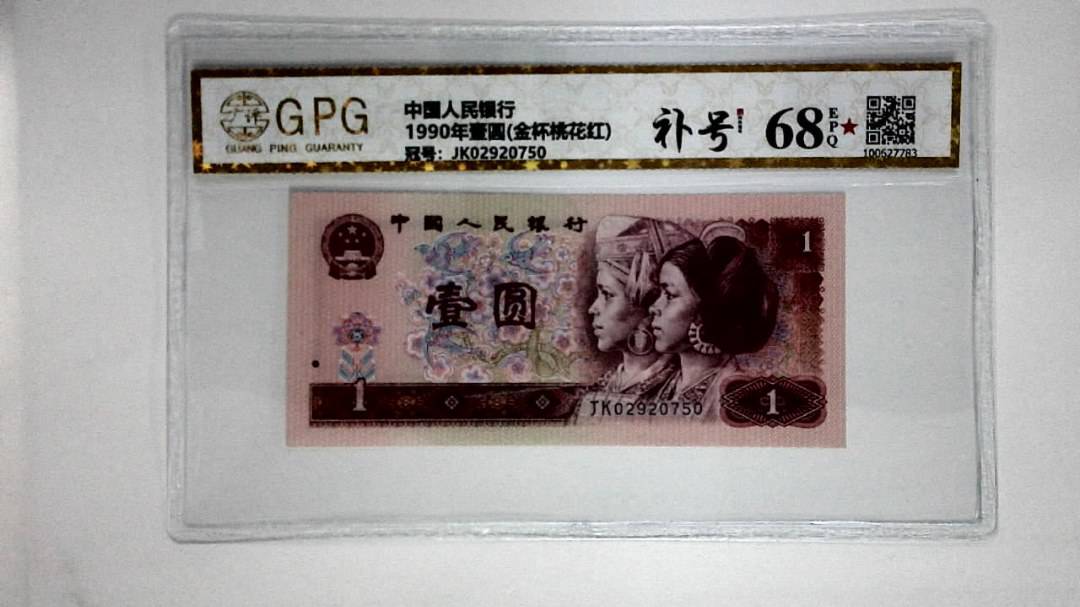 GPG
GUANG PING GUARANTY
中国人民银行
1990年壹圆(金杯桃花红)
冠号: JK02920750
补号
68
EPQ
100527783
中国人民银行
1
壹圆
1
JK02920750
1